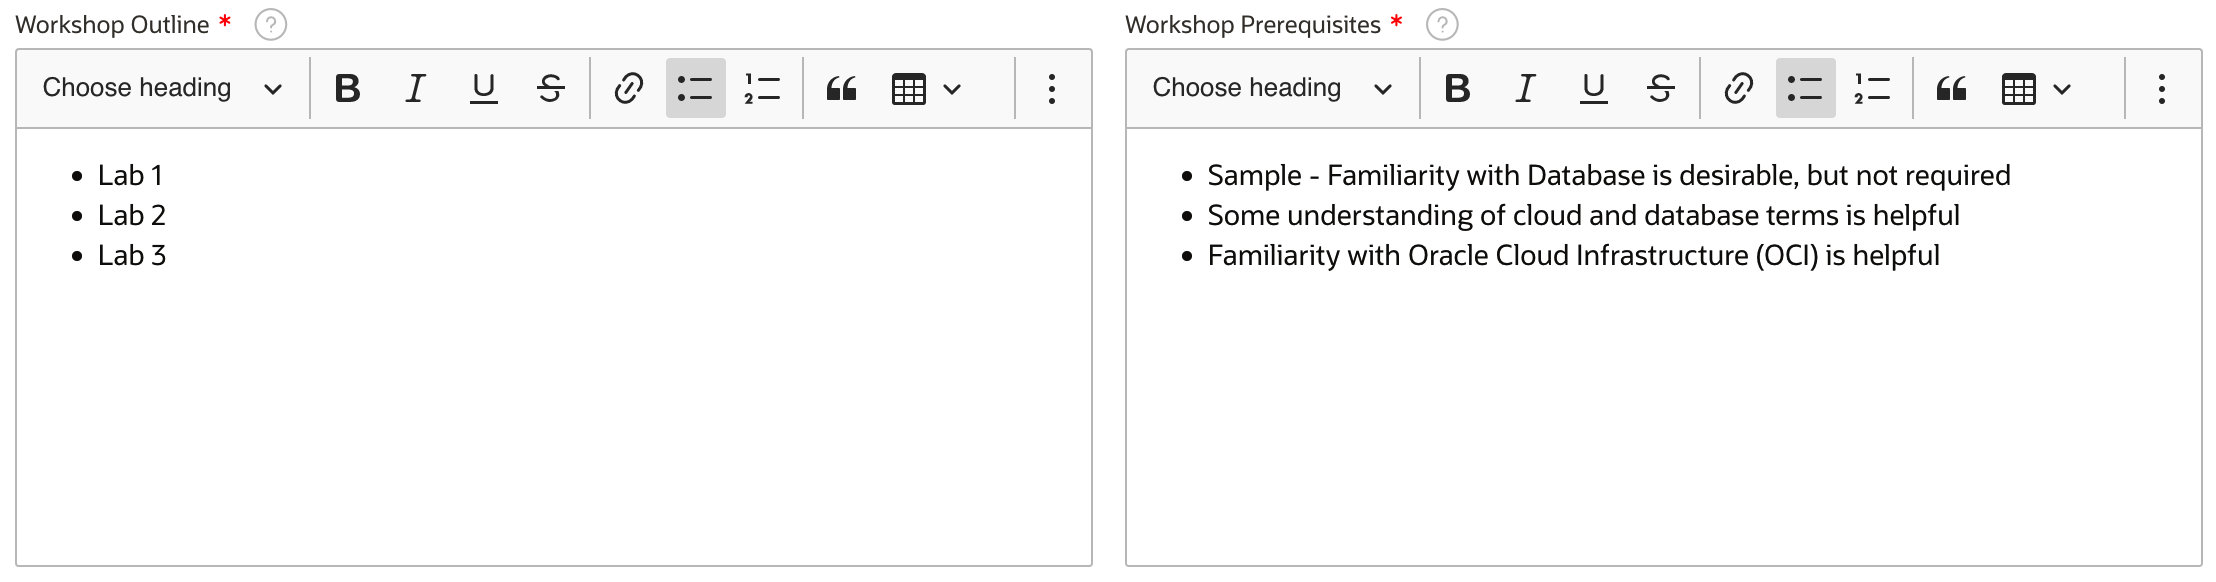 Workshop Outline *
Choose heading
Lab 1
Lab 2
Lab 3
Workshop Prerequisites *
Choose heading
Sample - Familiarity with Database is desirable, but not required
Some understanding of cloud and database terms is helpful
Familiarity with Oracle Cloud Infrastructure (OCI) is helpful